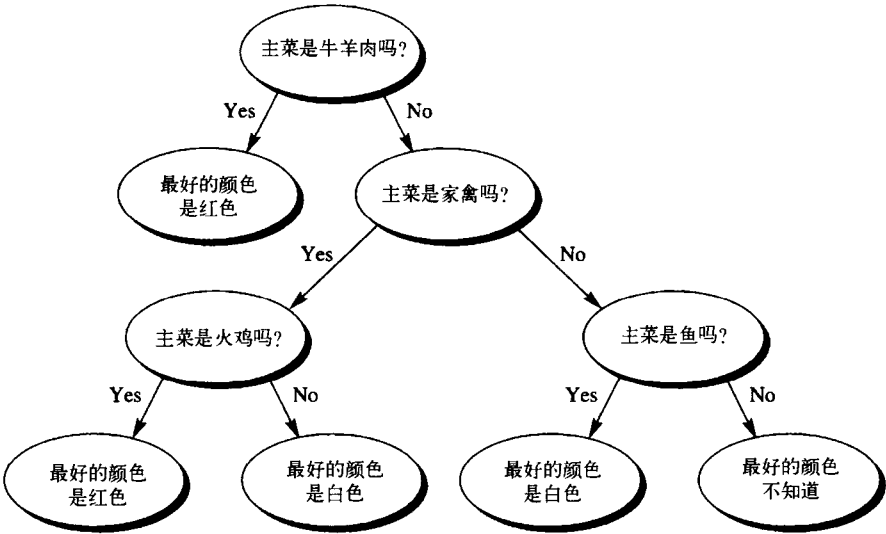 主菜是牛羊肉吗?
Yes
No
最好的颜色
是红色
主菜是家禽吗?
Yes
No
主菜是火鸡吗?
主菜是鱼吗?
Yes
No
Yes
No
最好的颜色
是红色
最好的颜色
是白色
最好的颜色
是白色
最好的颜色
不知道